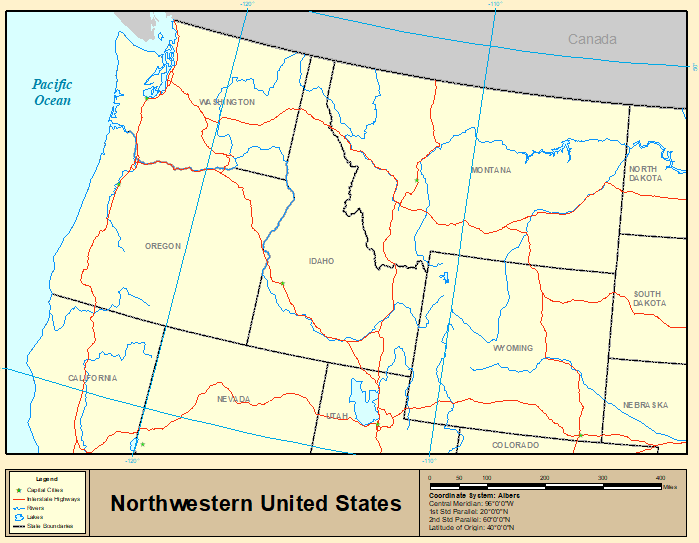 -120°
-110°
Canada
50°
Pacific
Ocean
WASHINGTON
MONTANA
NORTH
DAKOTA
OREGON
IDAHO
SOUTH
DAKOTA
WYOMING
CALIFORNIA
NEVADA
UTAH
NEBRASKA
COLORADO
-120°
-110°
Legend
Capital Cities
Interstate Highways
Rivers
Lakes
State Boundaries
Northwestern United States
0 50 100 200 300 400
Miles
Coordinate System: Albers
Central Meridian: 96°0'0"W
1st Std Parallel: 20°0'0"N
2nd Std Parallel: 60°0'0"N
Latitude of Origin: 40°0'0"N